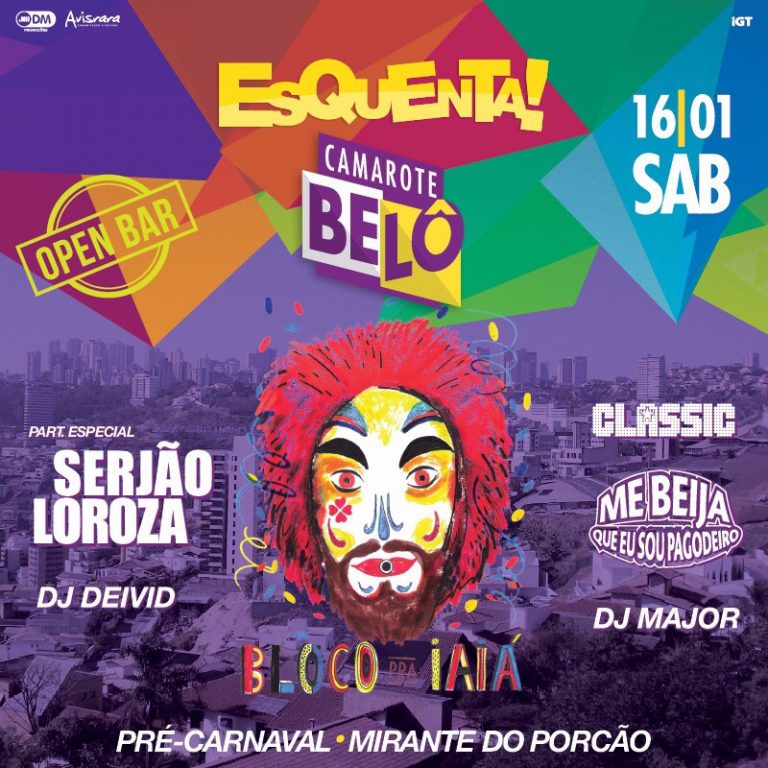 DM
PROMOÇÕES
Avisrara
iGT
ESQUENTA!
CAMAROTE
BELÔ
16|01
SAB
OPEN BAR
PART. ESPECIAL
SERJÃO
LOROZA
DJ DEIVID
CLASSIC
ME BEIJA
QUE EU SOU PAGODEIRO
DJ MAJOR
BLOCO PRA IAIÁ
PRÉ-CARNAVAL • MIRANTE DO PORCÃO